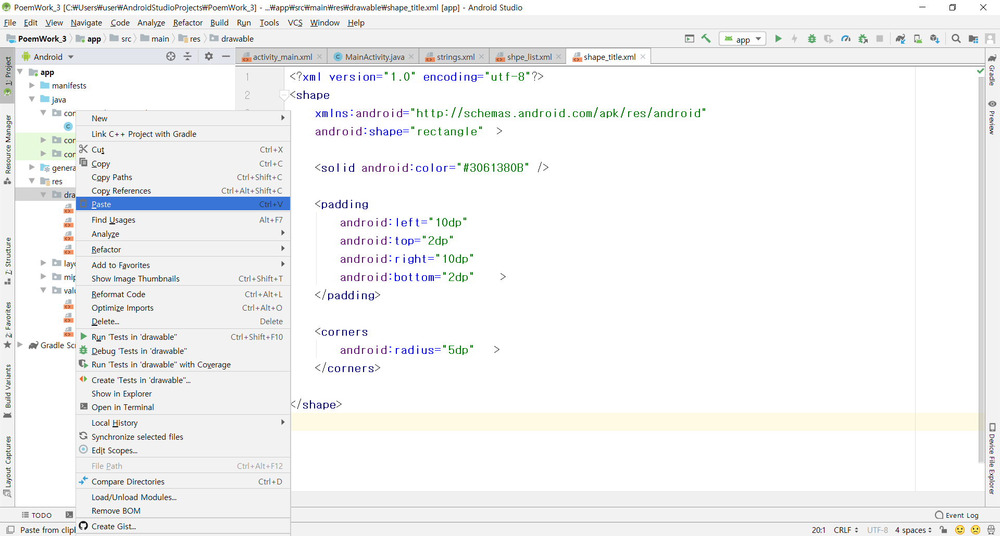 PoemWork_3 [C:₩Users₩user₩AndroidStudioProjects₩PoemWork_3] - ...₩app₩src₩main₩res₩drawable₩shape_title.xml [app] - Android Studio
File Edit View Navigate Code Analyze Refactor Build Run Tools VCS Window Help
PoemWork_3 app src main res drawable
app
Android
activity_main.xml MainActivity.java strings.xml shpe_list.xml shape_title.xml
1: Project
Resource Manager
7: Structure
2: Favorites
Build Variants
Layout Captures
app
manifests
java
con
con
con
genera
res
dra
layo
mip
valu
Gradle Scr
New
Link C++ Project with Gradle
Cut Ctrl+X
Copy Ctrl+C
Copy Paths Ctrl+Shift+C
Copy References Ctrl+Alt+Shift+C
Paste Ctrl+V
Find Usages Alt+F7
Analyze
Refactor
Add to Favorites
Show Image Thumbnails Ctrl+Shift+T
Reformat Code Ctrl+Alt+L
Optimize Imports Ctrl+Alt+O
Delete... Delete
Run 'Tests in 'drawable'' Ctrl+Shift+F10
Debug 'Tests in 'drawable''
Run 'Tests in 'drawable'' with Coverage
Create 'Tests in 'drawable''...
Show in Explorer
Open in Terminal
Local History
Synchronize selected files
Edit Scopes...
File Path Ctrl+Alt+F12
Compare Directories Ctrl+D
Load/Unload Modules...
Remove BOM
Create Gist...
1 <?xml version="1.0" encoding="utf-8"?>
2 <shape
xmlns:android="http://schemas.android.com/apk/res/android"
android:shape="rectangle" >
<solid android:color="#3061380B" />
<padding
android:left="10dp"
android:top="2dp"
android:right="10dp"
android:bottom="2dp" >
</padding>
<corners
android:radius="5dp" >
</corners>
</shape>
Gradle
Preview
Device File Explorer
TODO
Event Log
Paste from clipb
20:1 CRLF UTF-8 4 spaces